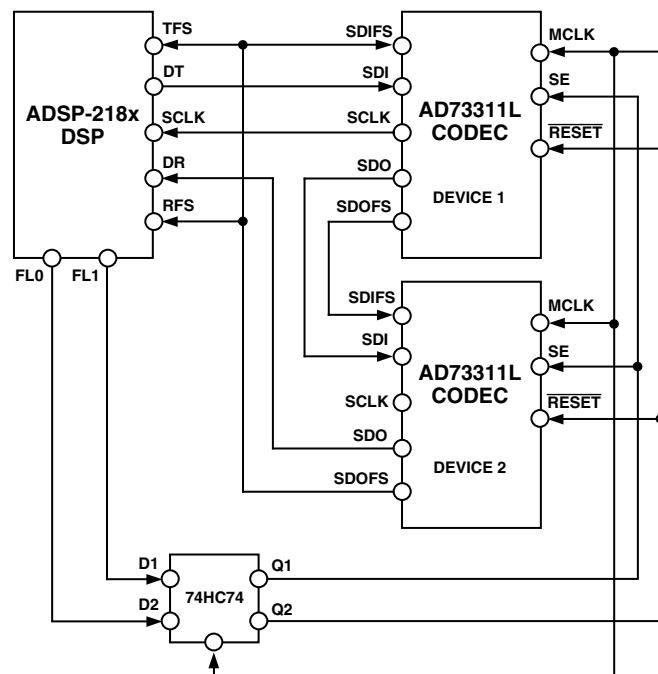 TFS
DT
ADSP-218x
DSP
SCLK
DR
RFS
FL0
FL1
SDIFS
SDI
SCLK
SDO
SDOFS
AD73311L
CODEC
DEVICE 1
MCLK
SE
RESET
SDIFS
SDI
SCLK
SDO
SDOFS
AD73311L
CODEC
DEVICE 2
MCLK
SE
RESET
D1
D2
74HC74
Q1
Q2